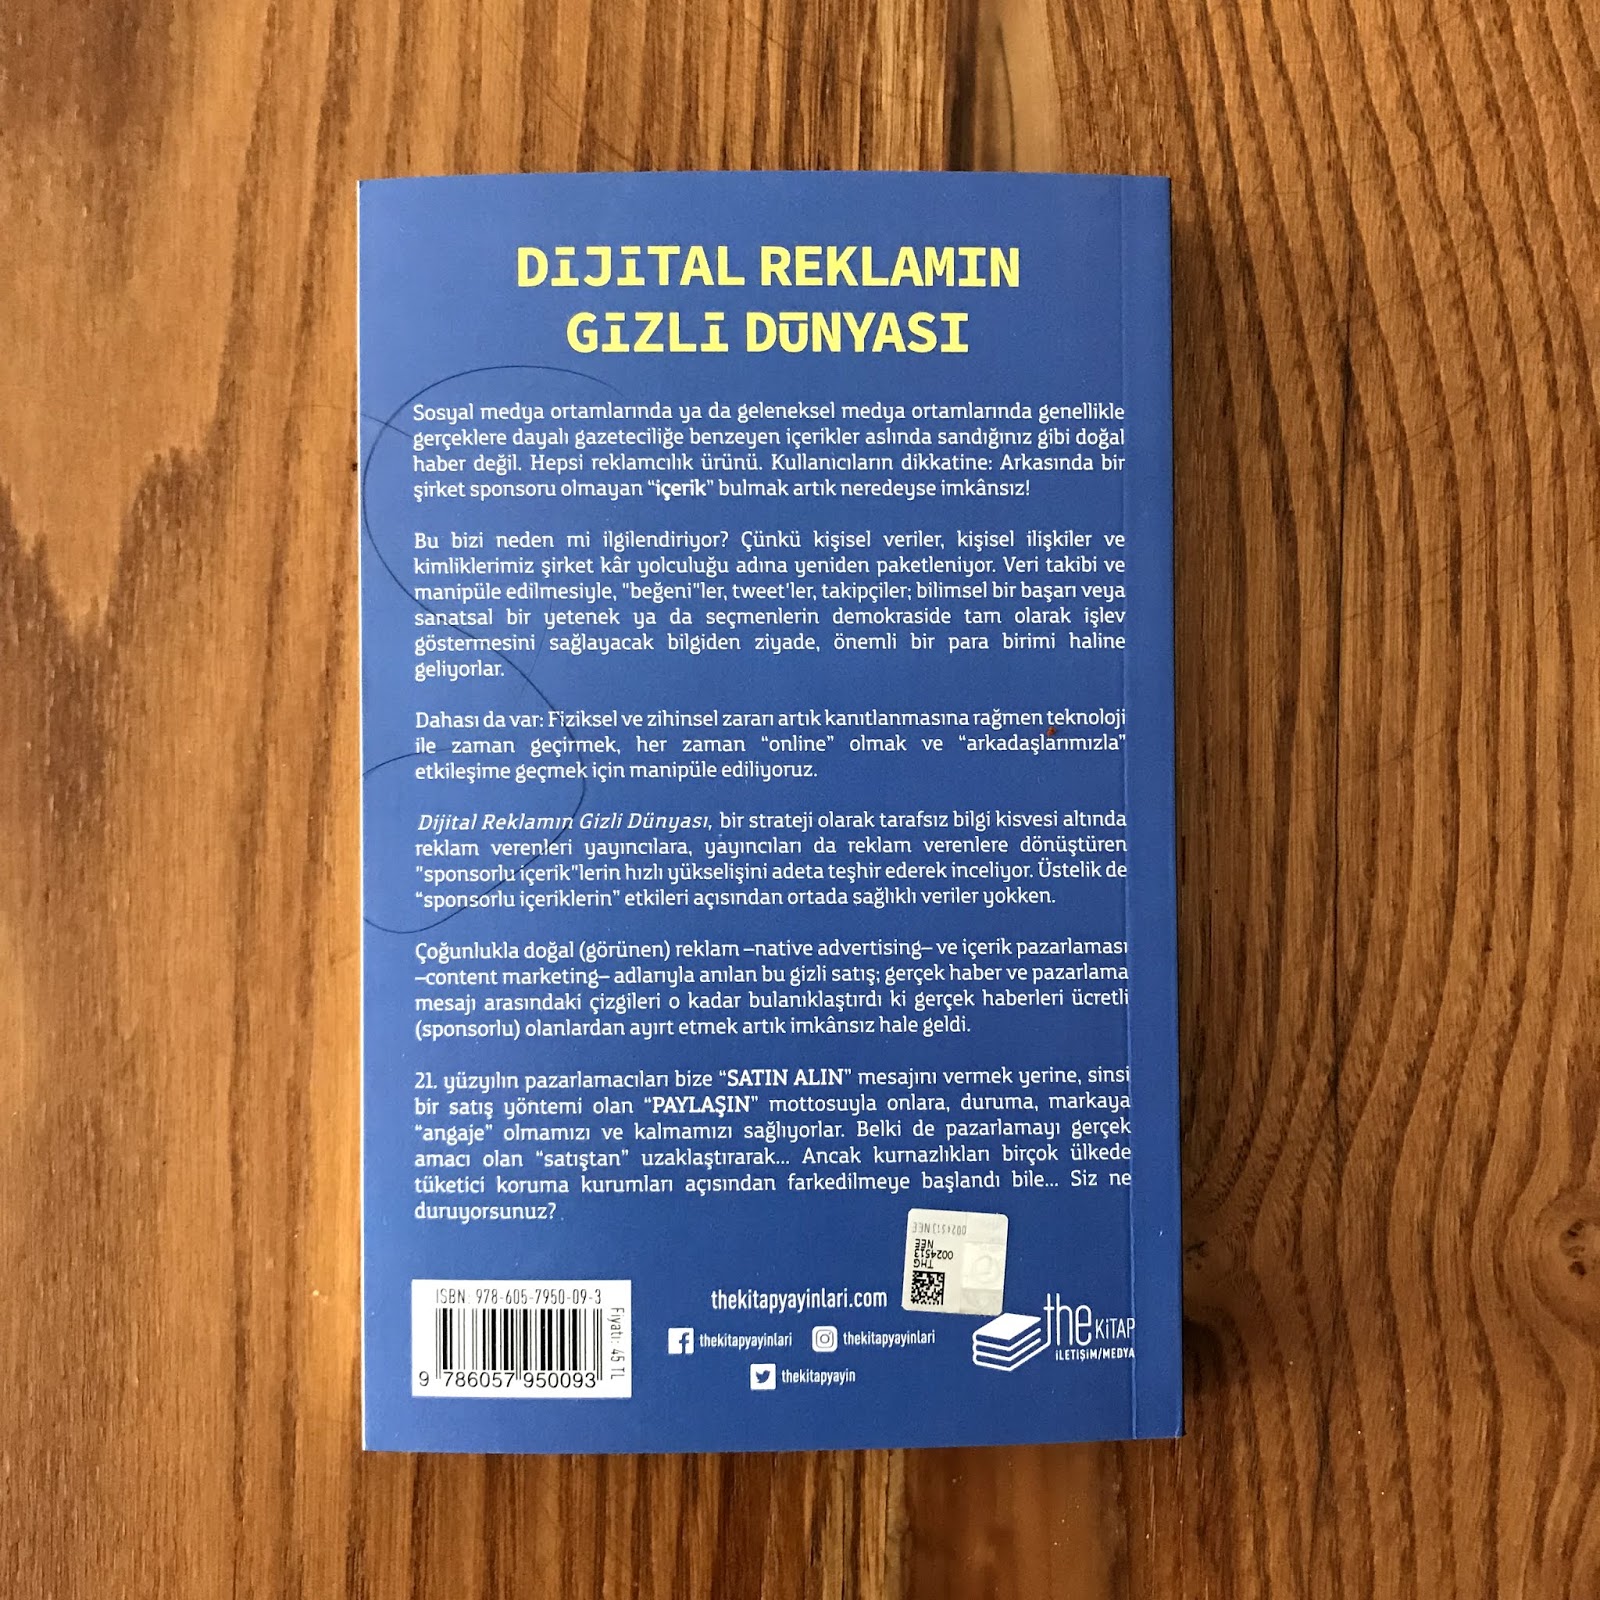 DİJİTAL REKLAMIN
GİZLİ DÜNYASI
Sosyal medya ortamlarında ya da geleneksel medya ortamlarında genellikle
gerçeklere dayalı gazeteciliğe benzeyen içerikler aslında sandığınız gibi doğal
haber değil. Hepsi reklamcılık ürünü. Kullanıcıların dikkatine: Arkasında bir
şirket sponsoru olmayan “içerik” bulmak artık neredeyse imkânsız!
Bu bizi neden mi ilgilendiriyor? Çünkü kişisel veriler, kişisel ilişkiler ve
kimliklerimiz şirket kâr yolculuğu adına yeniden paketleniyor. Veri takibi ve
manipüle edilmesiyle, "beğeni"ler, tweet'ler, takipçiler; bilimsel bir başarı veya
sanatsal bir yetenek ya da seçmenlerin demokraside tam olarak işlev
göstermesini sağlayacak bilgiden ziyade, önemli bir para birimi haline
geliyorlar.
Dahası da var: Fiziksel ve zihinsel zararı artık kanıtlanmasına rağmen teknoloji
ile zaman geçirmek, her zaman “online” olmak ve “arkadaşlarımızla”
etkileşime geçmek için manipüle ediliyoruz.
Dijital Reklamın Gizli Dünyası, bir strateji olarak tarafsız bilgi kisvesi altında
reklam verenleri yayıncılara, yayıncıları da reklam verenlere dönüştüren
"sponsorlu içerik"lerin hızlı yükselişini adeta teşhir ederek inceliyor. Üstelik de
“sponsorlu içeriklerin” etkileri açısından ortada sağlıklı veriler yokken.
Çoğunlukla doğal (görünen) reklam –native advertising– ve içerik pazarlaması
–content marketing– adlarıyla anılan bu gizli satış; gerçek haber ve pazarlama
mesajı arasındaki çizgileri o kadar bulanıklaştırdı ki gerçek haberleri ücretli
(sponsorlu) olanlardan ayırt etmek artık imkânsız hale geldi.
21. yüzyılın pazarlamacıları bize “SATIN ALIN” mesajını vermek yerine, sinsi
bir satış yöntemi olan “PAYLAŞIN” mottosuyla onlara, duruma, markaya
“angaje” olmamızı ve kalmamızı sağlıyorlar. Belki de pazarlamayı gerçek
amacı olan “satıştan” uzaklaştırarak... Ancak kurnazlıkları birçok ülkede
tüketici koruma kurumları açısından farkedilmeye başlandı bile... Siz ne
duruyorsunuz?
0024513 NEE
THG
0024513
NEE
ISBN: 978-605-7950-09-3
Fiyatı: 45 TL
9 786057 950093
thekitapyayinlari.com
thekitapyayinlari
thekitapyayinlari
thekitapyayin
the KİTAP
İLETİŞİM/MEDYA